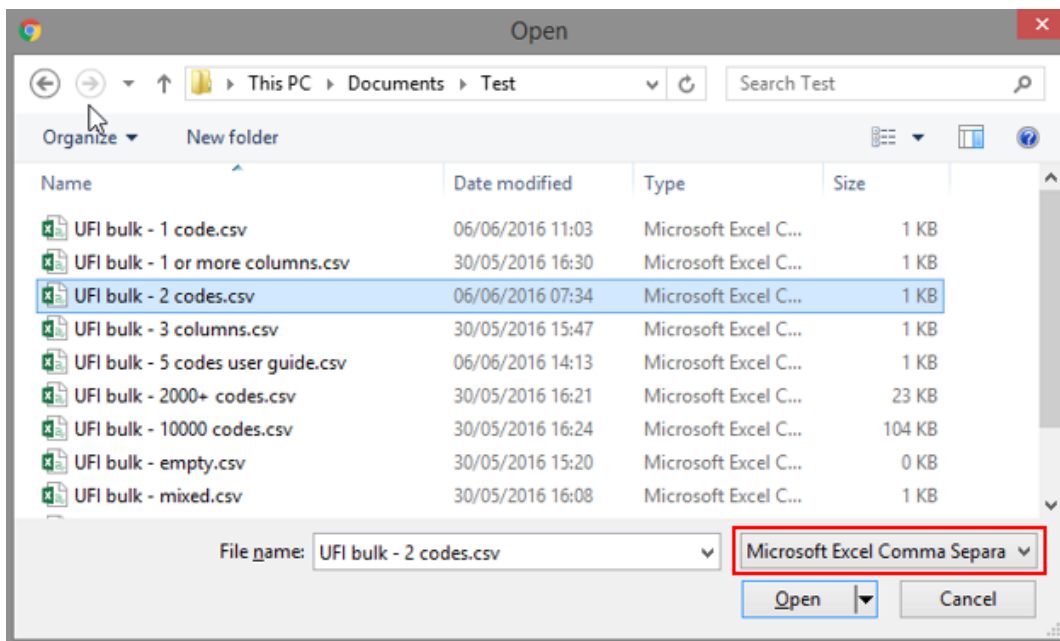 Open
This PC Documents Test Search Test
Organize New folder
Name Date modified Type Size
UFI bulk - 1 code.csv 06/06/2016 11:03 Microsoft Excel C... 1 KB
UFI bulk - 1 or more columns.csv 30/05/2016 16:30 Microsoft Excel C... 1 KB
UFI bulk - 2 codes.csv 06/06/2016 07:34 Microsoft Excel C... 1 KB
UFI bulk - 3 columns.csv 30/05/2016 15:47 Microsoft Excel C... 1 KB
UFI bulk - 5 codes user guide.csv 06/06/2016 14:13 Microsoft Excel C... 1 KB
UFI bulk - 2000+ codes.csv 30/05/2016 16:21 Microsoft Excel C... 23 KB
UFI bulk - 10000 codes.csv 30/05/2016 16:24 Microsoft Excel C... 104 KB
UFI bulk - empty.csv 30/05/2016 15:20 Microsoft Excel C... 0 KB
UFI bulk - mixed.csv 30/05/2016 16:08 Microsoft Excel C... 1 KB
File name: UFI bulk - 2 codes.csv Microsoft Excel Comma Separa
Open Cancel